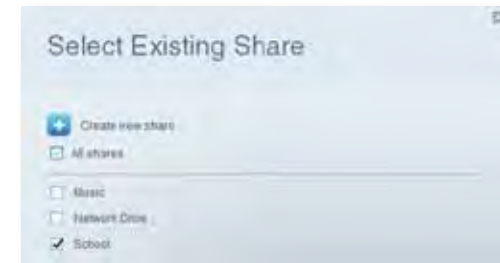 Select Existing Share
Create new share
All shares
Music
Network Drive
School